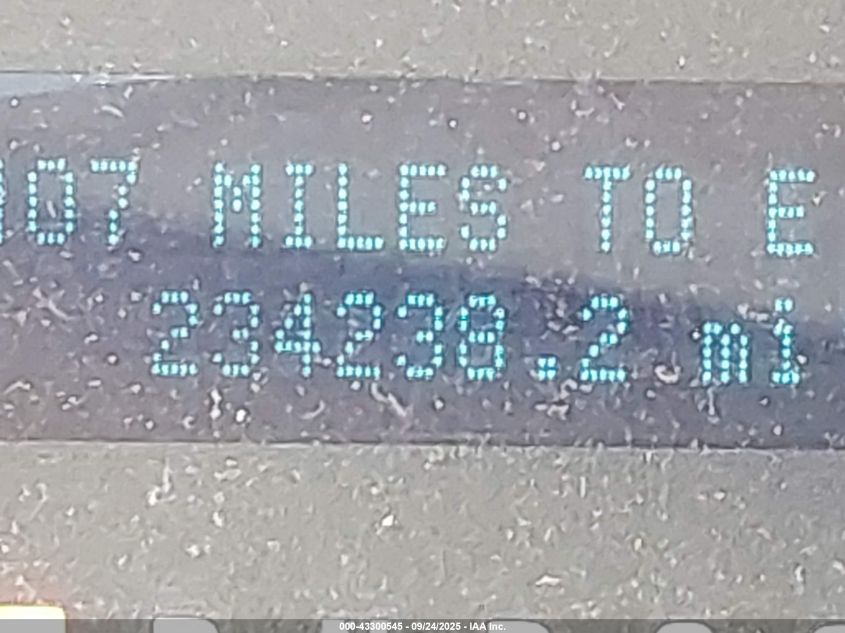 07 MILES TO E
234238.2 mi
000-43300545 - 09/24/2025 - IAA Inc.